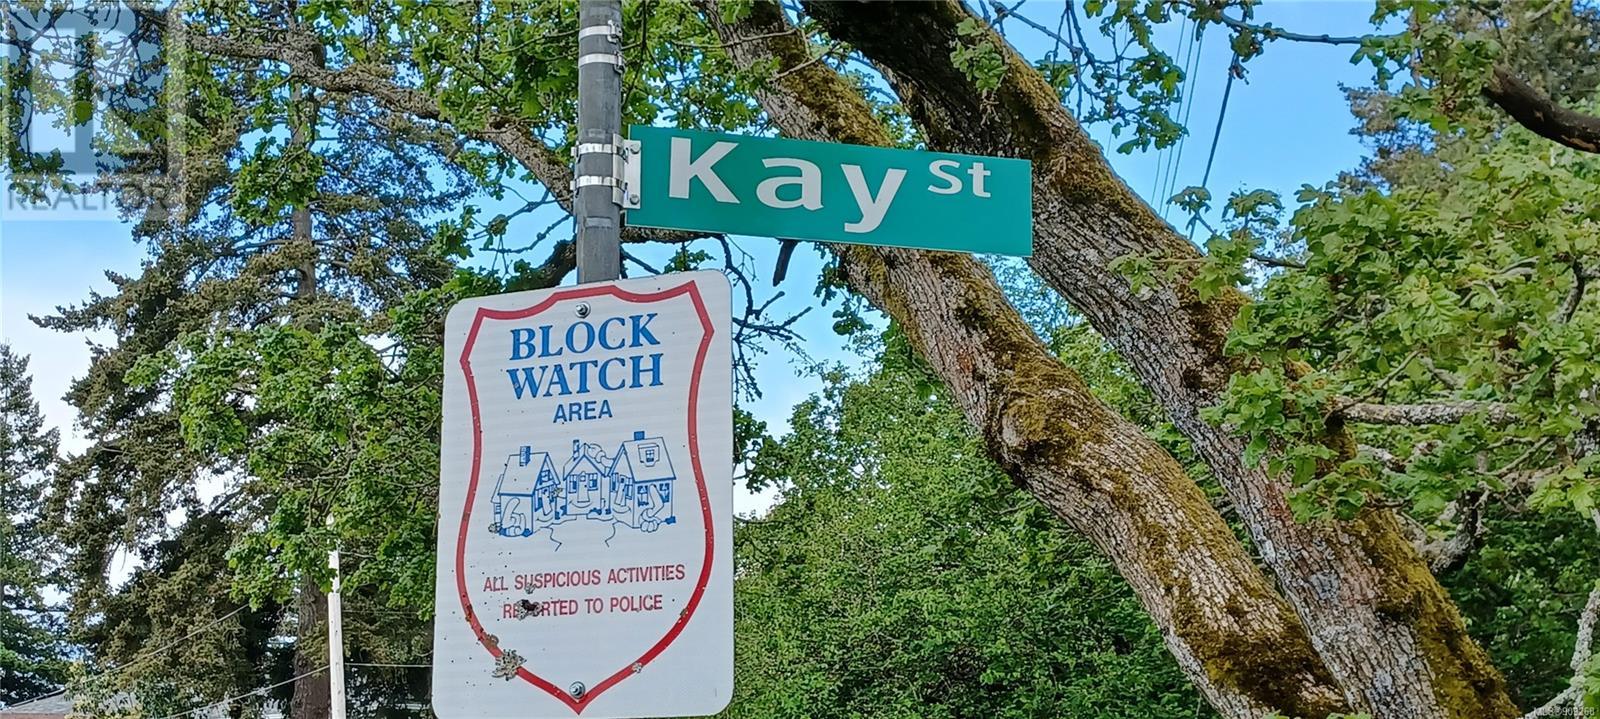 REALTOR
Kay St
BLOCK
WATCH
AREA
ALL SUSPICIOUS ACTIVITIES
REPORTED TO POLICE